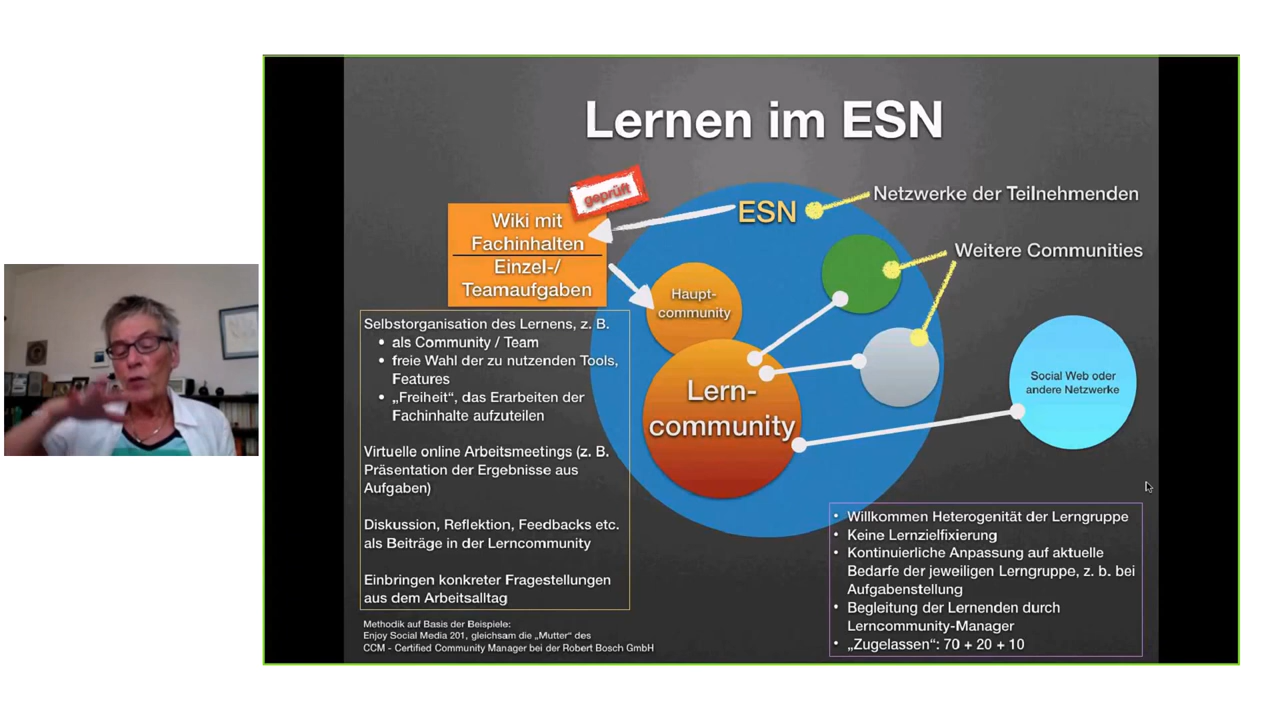 Lernen im ESN
geprüft
Wiki mit
Fachinhalten
Einzel-/
Teamaufgaben
ESN
Netzwerke der Teilnehmenden
Weitere Communities
Haupt-
community
Lern-
community
Social Web oder
andere Netzwerke
Selbstorganisation des Lernens, z. B.
• als Community / Team
• freie Wahl der zu nutzenden Tools,
Features
• „Freiheit“, das Erarbeiten der
Fachinhalte aufzuteilen
Virtuelle online Arbeitsmeetings (z. B.
Präsentation der Ergebnisse aus
Aufgaben)
Diskussion, Reflektion, Feedbacks etc.
als Beiträge in der Lerncommunity
Einbringen konkreter Fragestellungen
aus dem Arbeitsalltag
• Willkommen Heterogenität der Lerngruppe
• Keine Lernzielfixierung
• Kontinuierliche Anpassung auf aktuelle
Bedarfe der jeweiligen Lerngruppe, z. b. bei
Aufgabenstellung
• Begleitung der Lernenden durch
Lerncommunity-Manager
• „Zugelassen“: 70 + 20 + 10
Methodik auf Basis der Beispiele:
Enjoy Social Media 201, gleichsam die „Mutter“ des
CCM - Certified Community Manager bei der Robert Bosch GmbH